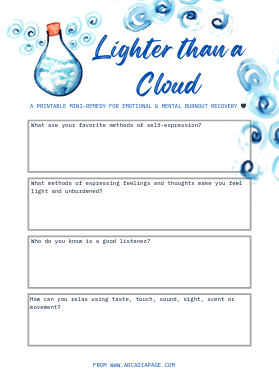 Lighter than a
Cloud
A PRINTABLE MINI-REMEDY FOR EMOTIONAL & MENTAL BURNOUT RECOVERY 🖤
What are your favorite methods of self-expression?
What methods of expressing feelings and thoughts make you feel
light and unburdened?
Who do you know is a good listener?
How can you relax using taste, touch, sound, sight, scent or
movement?
FROM WWW.ARCADIAPAGE.COM